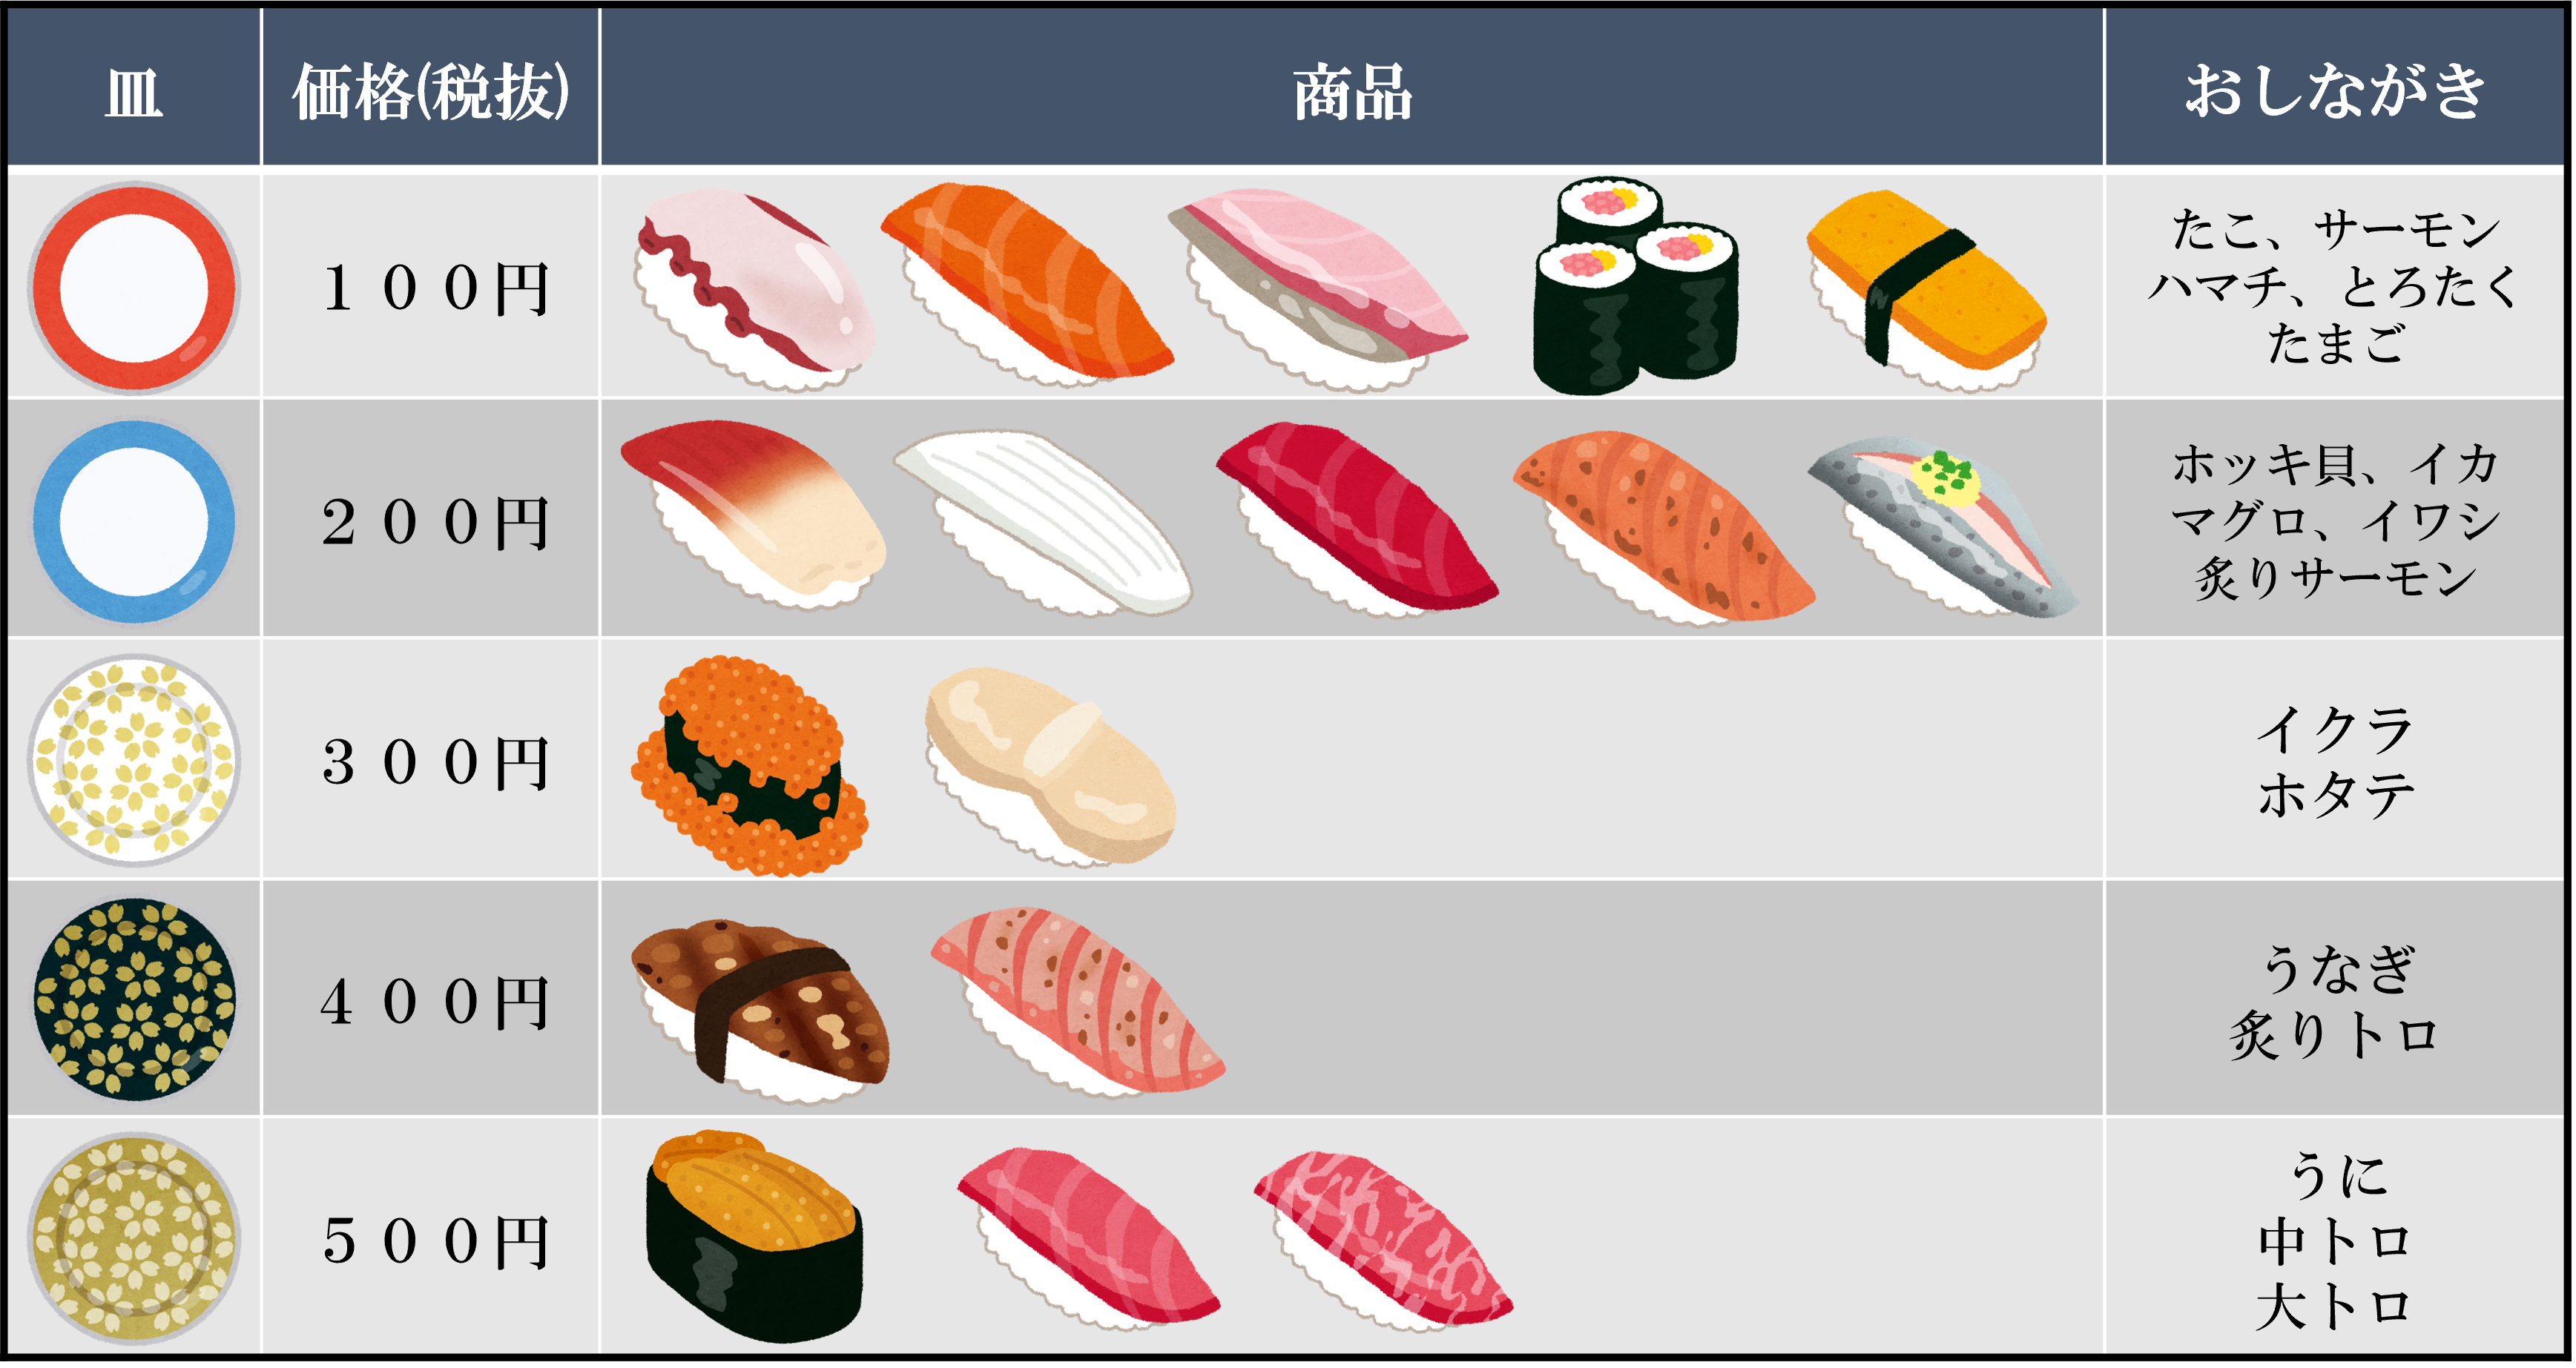 皿
価格(税抜)
商品
おしながき
１００円
たこ、サーモン
ハマチ、とろたく
たまご
２００円
ホッキ貝、イカ
マグロ、イワシ
炙りサーモン
３００円
イクラ
ホタテ
４００円
うなぎ
炙りトロ
５００円
うに
中トロ
大トロ